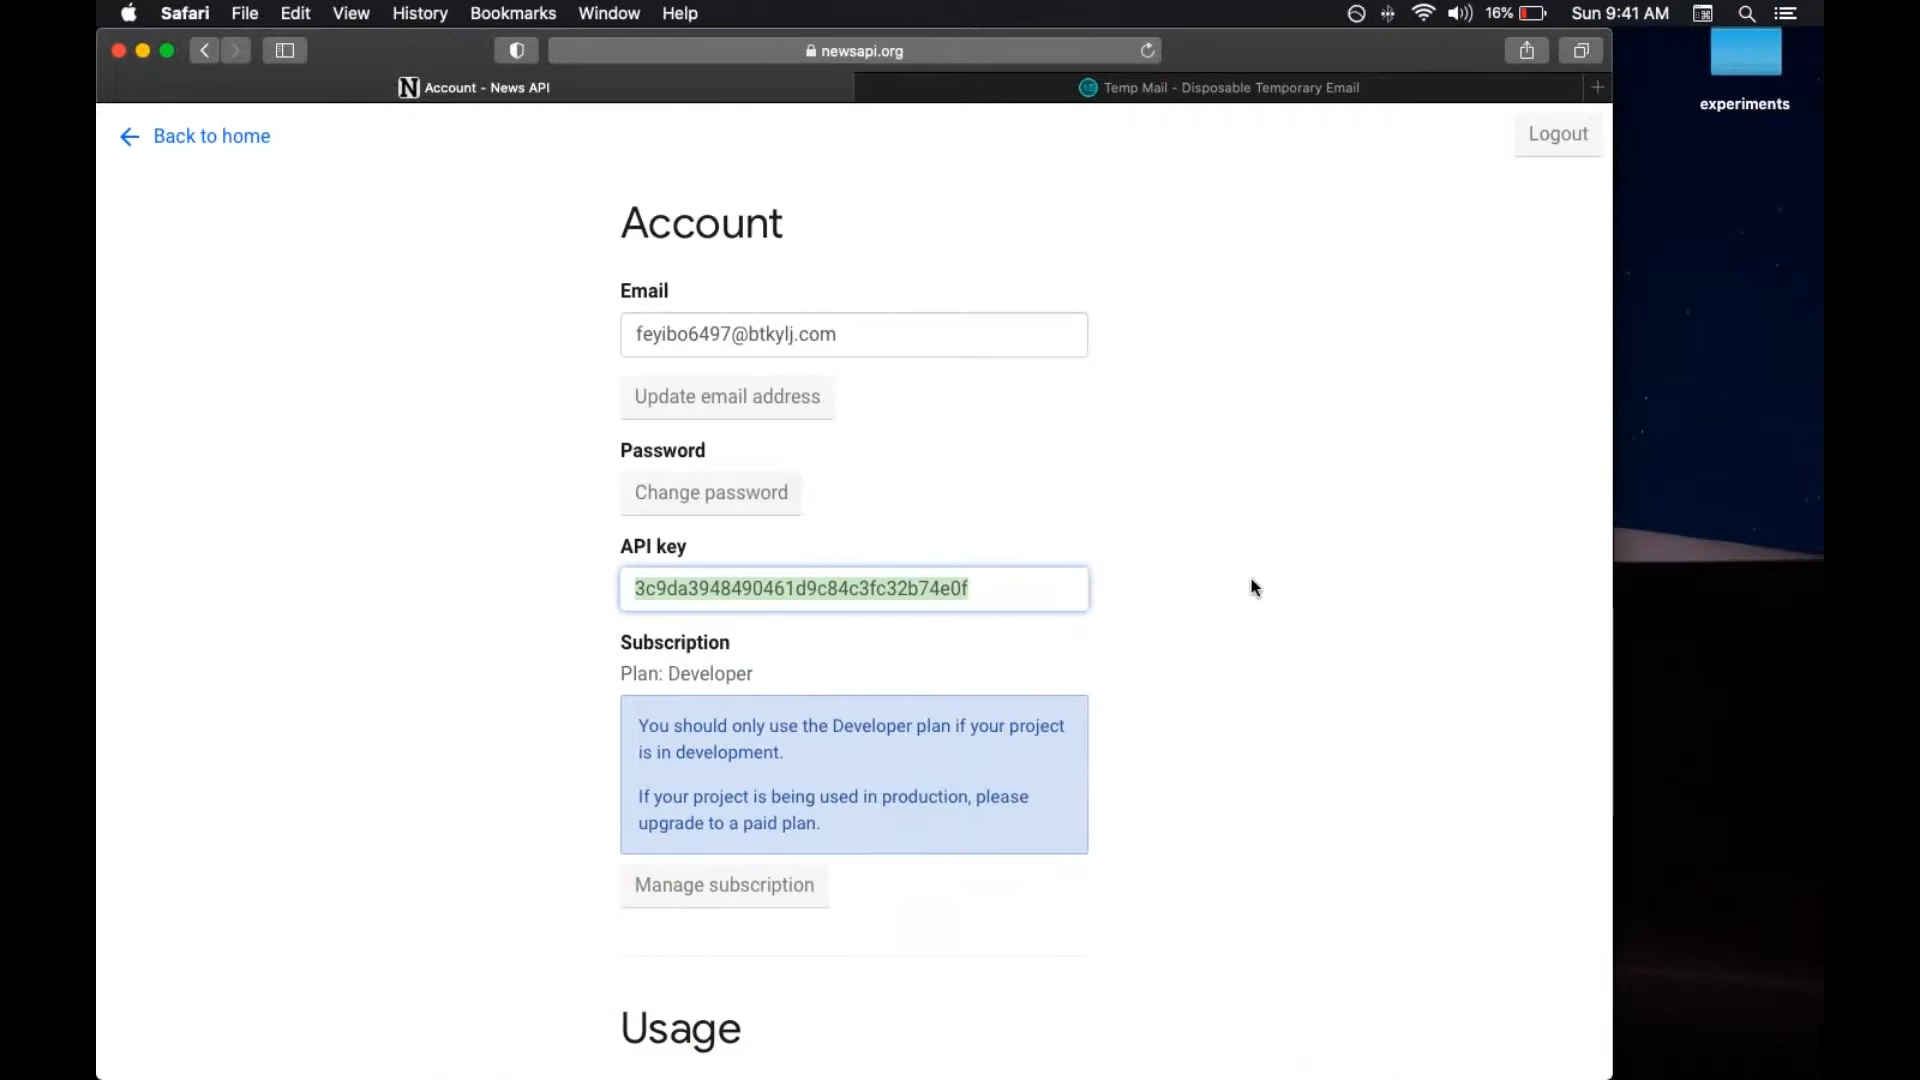 Safari File Edit View History Bookmarks Window Help 16% Sun 9:41 AM
newsapi.org
Account - News API
Temp Mail - Disposable Temporary Email
experiments
Back to home
Logout
Account
Email
feyibo6497@btkylj.com
Update email address
Password
Change password
API key
3c9da3948490461d9c84c3fc32b74e0f
Subscription
Plan: Developer
You should only use the Developer plan if your project
is in development.
If your project is being used in production, please
upgrade to a paid plan.
Manage subscription
Usage